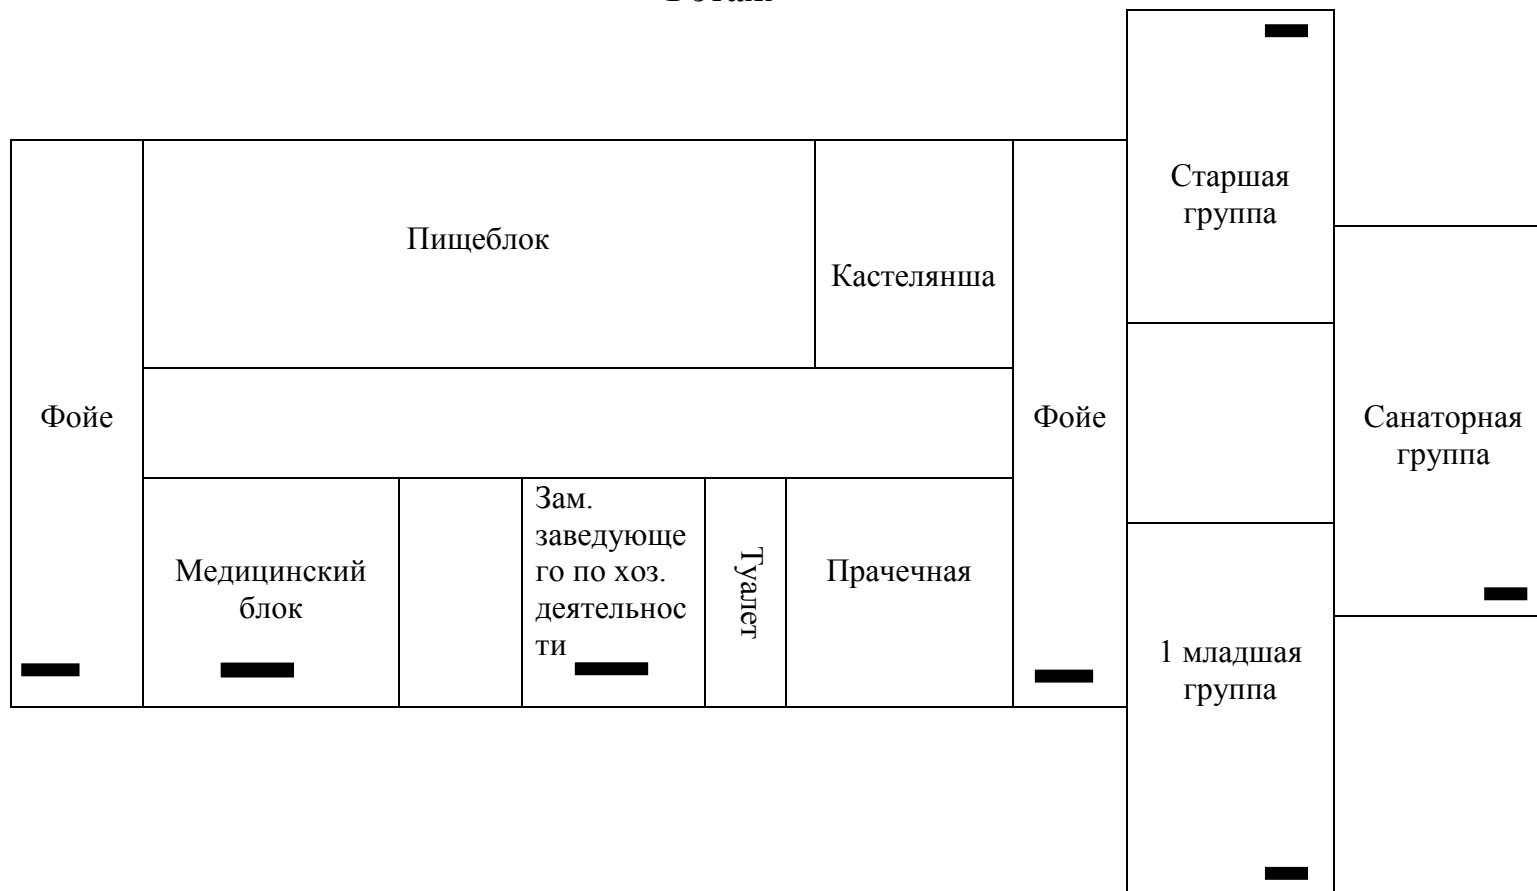 Старшая
группа
Пищеблок
Кастелянша
Фойе
Фойе
Санаторная
группа
Зам.
заведующе
го по хоз.
деятельнос
ти
Медицинский
блок
Туалет
Прачечная
1 младшая
группа